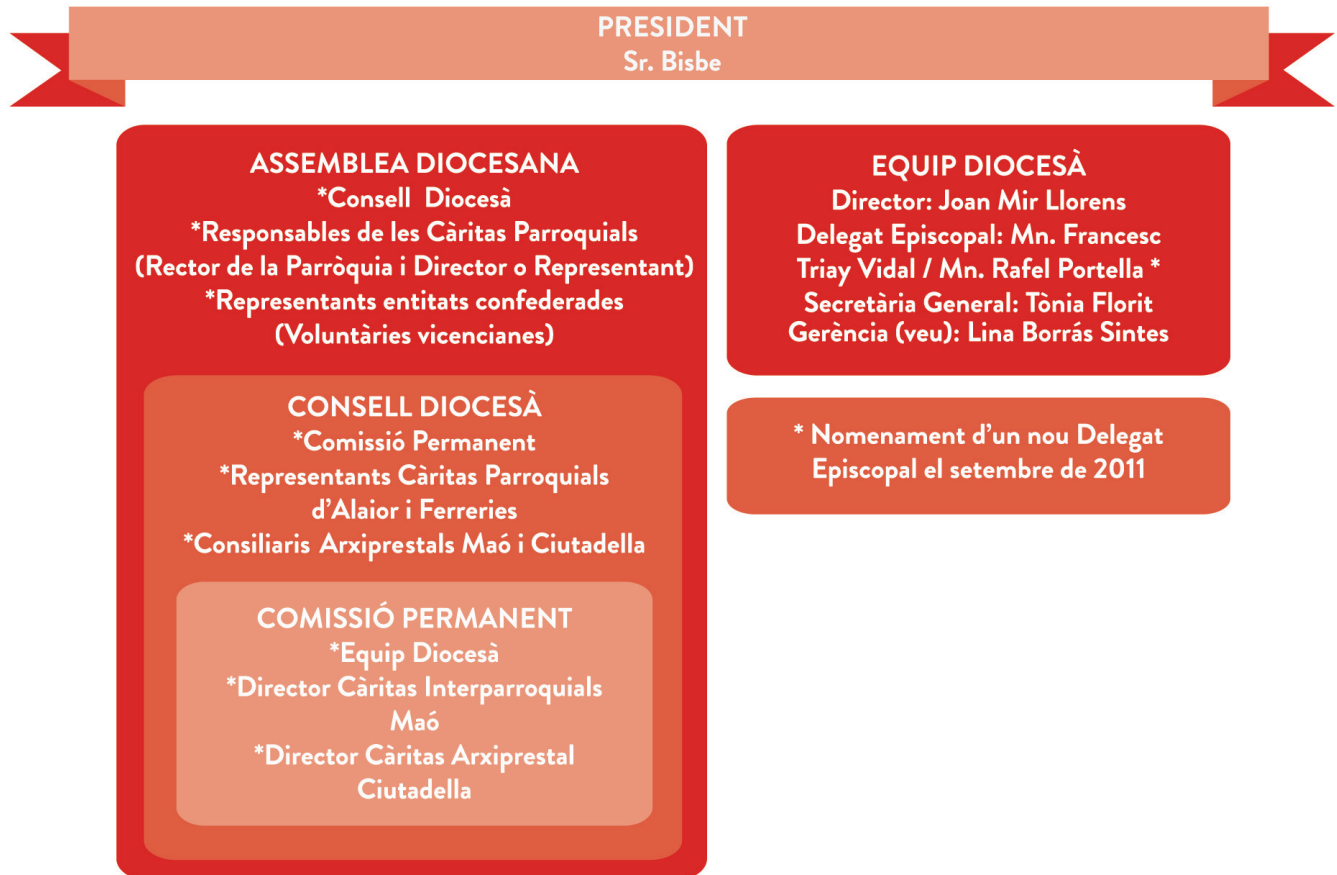 PRESIDENT
Sr. Bisbe
ASSEMBLEA DIOCESANA
*Consell Diocesà
*Responsables de les Càritas Parroquials
(Rector de la Parròquia i Director o Representant)
*Representants entitats confederades
(Voluntàries vicencianes)
CONSELL DIOCESÀ
*Comissió Permanent
*Representants Càritas Parroquials
d'Alaior i Ferreries
*Consiliaris Arxiprestals Maó i Ciutadella
COMISSIÓ PERMANENT
*Equip Diocesà
*Director Càritas Interparroquials
Maó
*Director Càritas Arxiprestal
Ciutadella
EQUIP DIOCESÀ
Director: Joan Mir Llorens
Delegat Episcopal: Mn. Francesc
Triay Vidal / Mn. Rafel Portella *
Secretària General: Tònia Florit
Gerència (veu): Lina Borrás Sintes
* Nomenament d'un nou Delegat
Episcopal el setembre de 2011